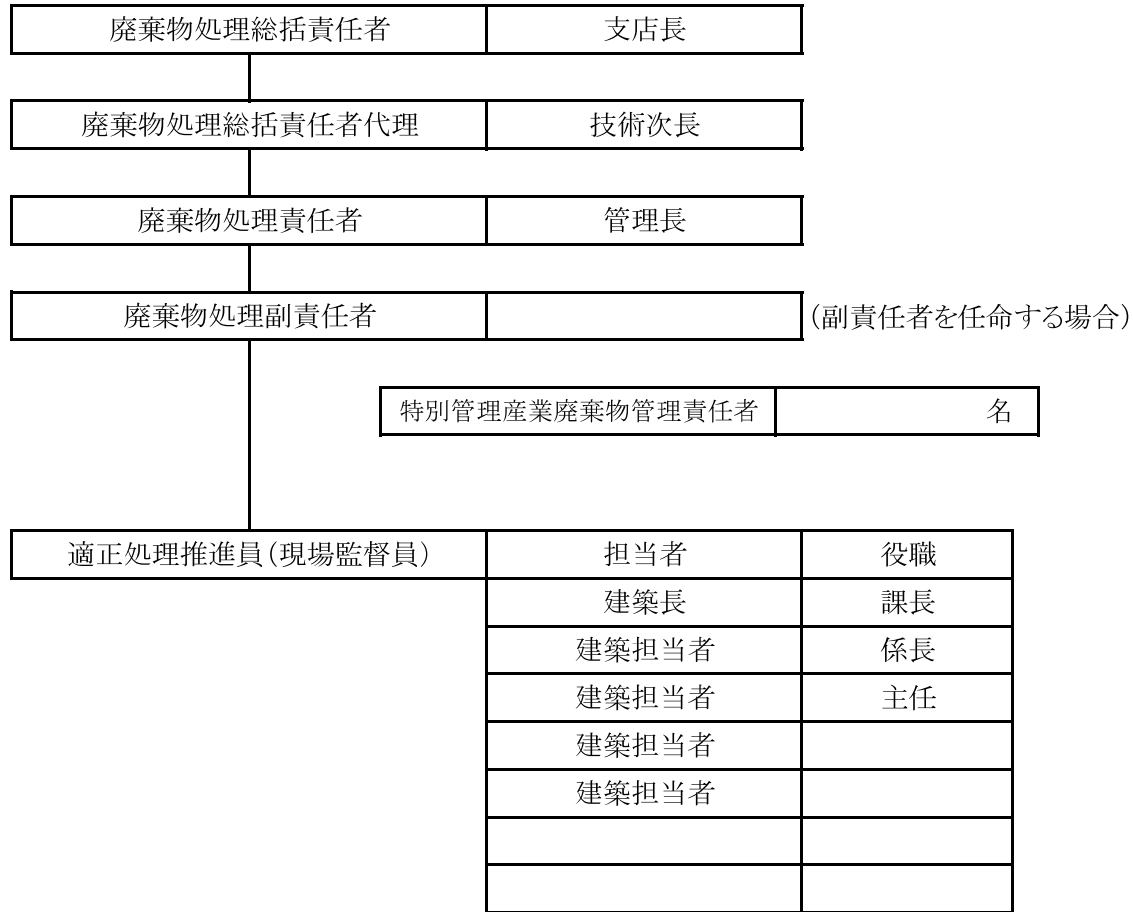 廃棄物処理総括責任者 支店長
廃棄物処理総括責任者代理 技術次長
廃棄物処理責任者 管理長
廃棄物処理副責任者 (副責任者を任命する場合)
特別管理産業廃棄物管理責任者 名
適正処理推進員(現場監督員) 担当者 役職
建築長 課長
建築担当者 係長
建築担当者 主任
建築担当者
建築担当者